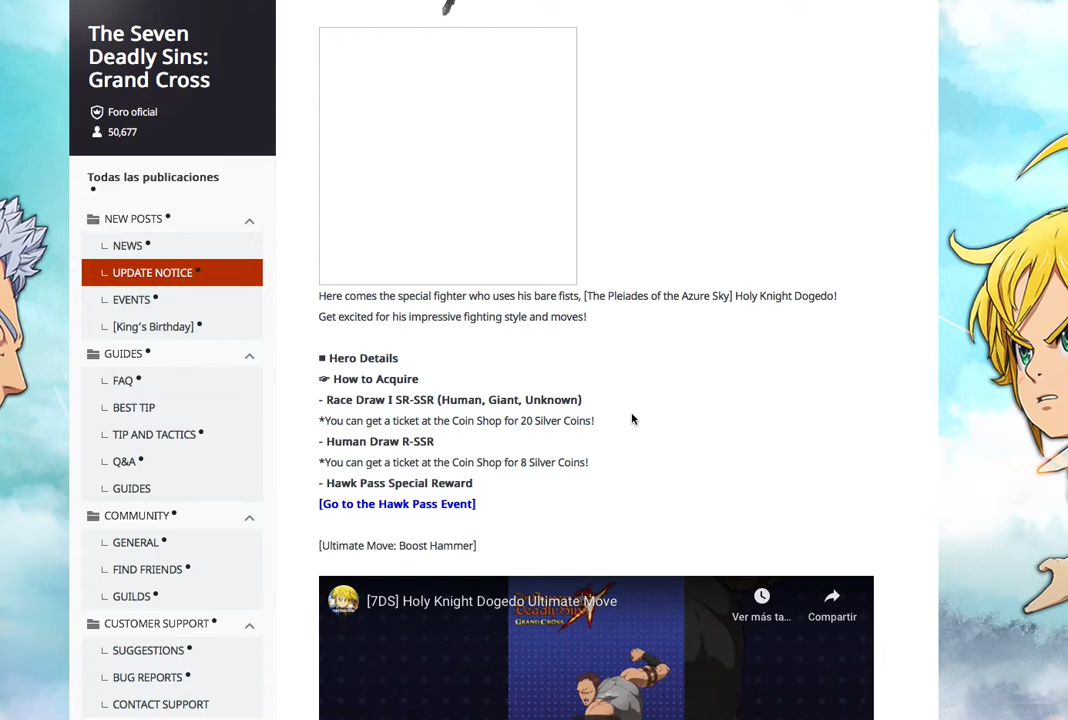 The Seven
Deadly Sins:
Grand Cross
Foro oficial
50,677
Todas las publicaciones
NEW POSTS
NEWS
UPDATE NOTICE
EVENTS
[King's Birthday]
GUIDES
FAQ
BEST TIP
TIP AND TACTICS
Q&A
GUIDES
COMMUNITY
GENERAL
FIND FRIENDS
GUILDS
CUSTOMER SUPPORT
SUGGESTIONS
BUG REPORTS
CONTACT SUPPORT
Here comes the special fighter who uses his bare fists, [The Pleiades of the Azure Sky] Holy Knight Dogedo!
Get excited for his impressive fighting style and moves!
■ Hero Details
☞ How to Acquire
- Race Draw I SR-SSR (Human, Giant, Unknown)
*You can get a ticket at the Coin Shop for 20 Silver Coins!
- Human Draw R-SSR
*You can get a ticket at the Coin Shop for 8 Silver Coins!
- Hawk Pass Special Reward
[Go to the Hawk Pass Event]
[Ultimate Move: Boost Hammer]
[7DS] Holy Knight Dogedo Ultimate Move
Ver más ta...
Compartir
GRAND CROSS